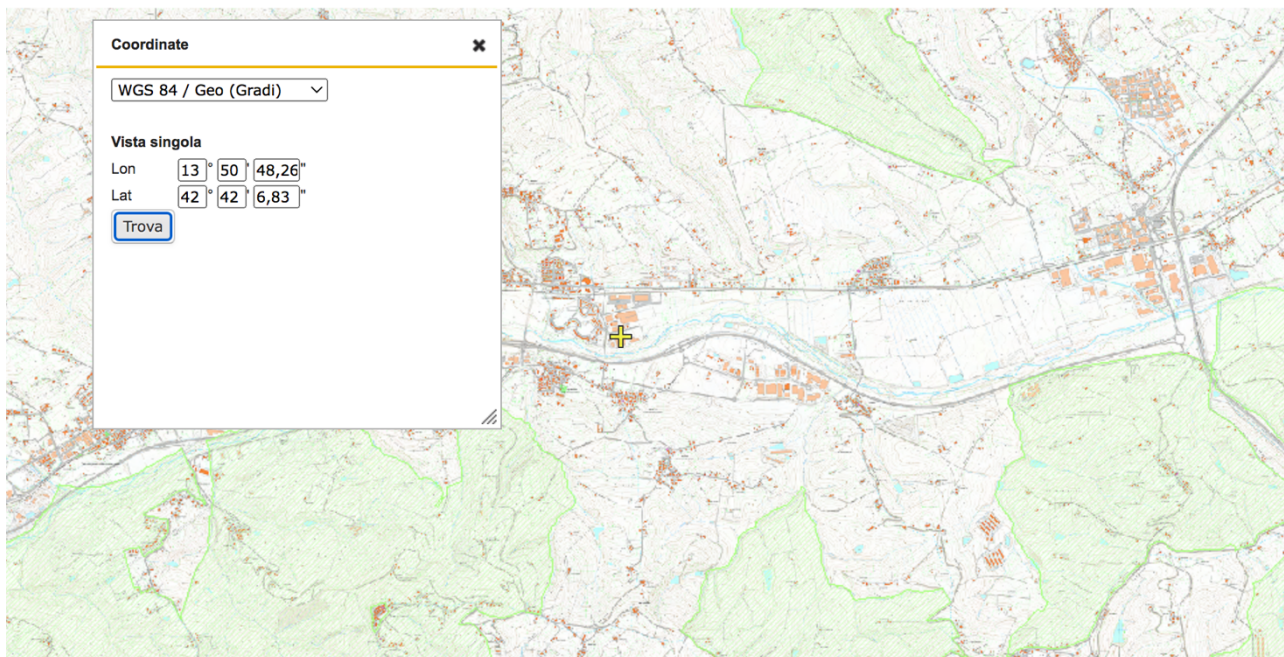 Coordinate ✖
WGS 84 / Geo (Gradi)
Vista singola
Lon 13 ° 50 ' 48,26 "
Lat 42 ° 42 ' 6,83 "
Trova